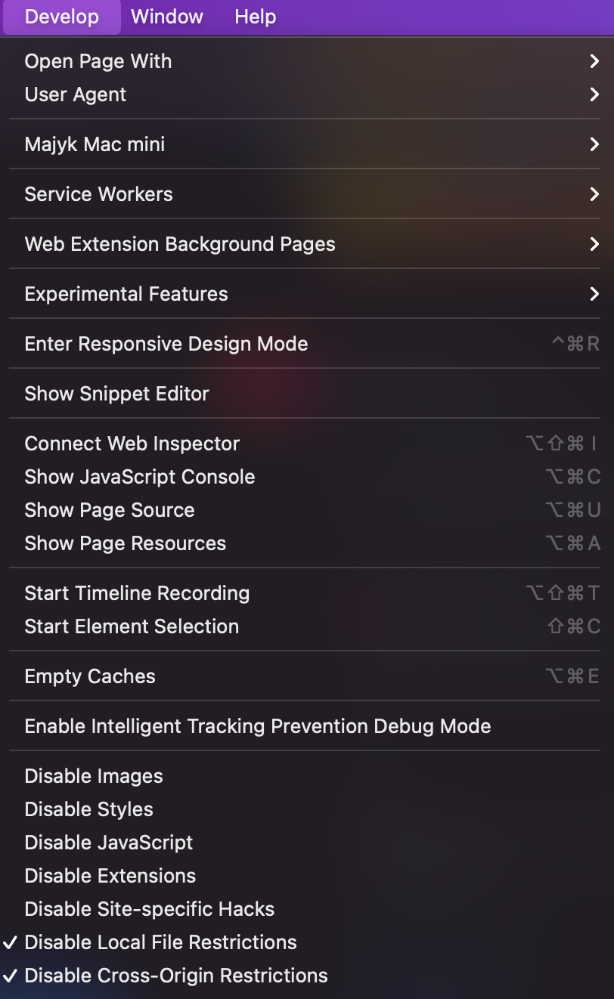 Develop Window Help
Open Page With
User Agent
Majyk Mac mini
Service Workers
Web Extension Background Pages
Experimental Features
Enter Responsive Design Mode ^⌘R
Show Snippet Editor
Connect Web Inspector ⌥⇧⌘I
Show JavaScript Console ⌥⌘C
Show Page Source ⌥⌘U
Show Page Resources ⌥⌘A
Start Timeline Recording ⌥⇧⌘T
Start Element Selection ⇧⌘C
Empty Caches ⌥⌘E
Enable Intelligent Tracking Prevention Debug Mode
Disable Images
Disable Styles
Disable JavaScript
Disable Extensions
Disable Site-specific Hacks
✓ Disable Local File Restrictions
✓ Disable Cross-Origin Restrictions